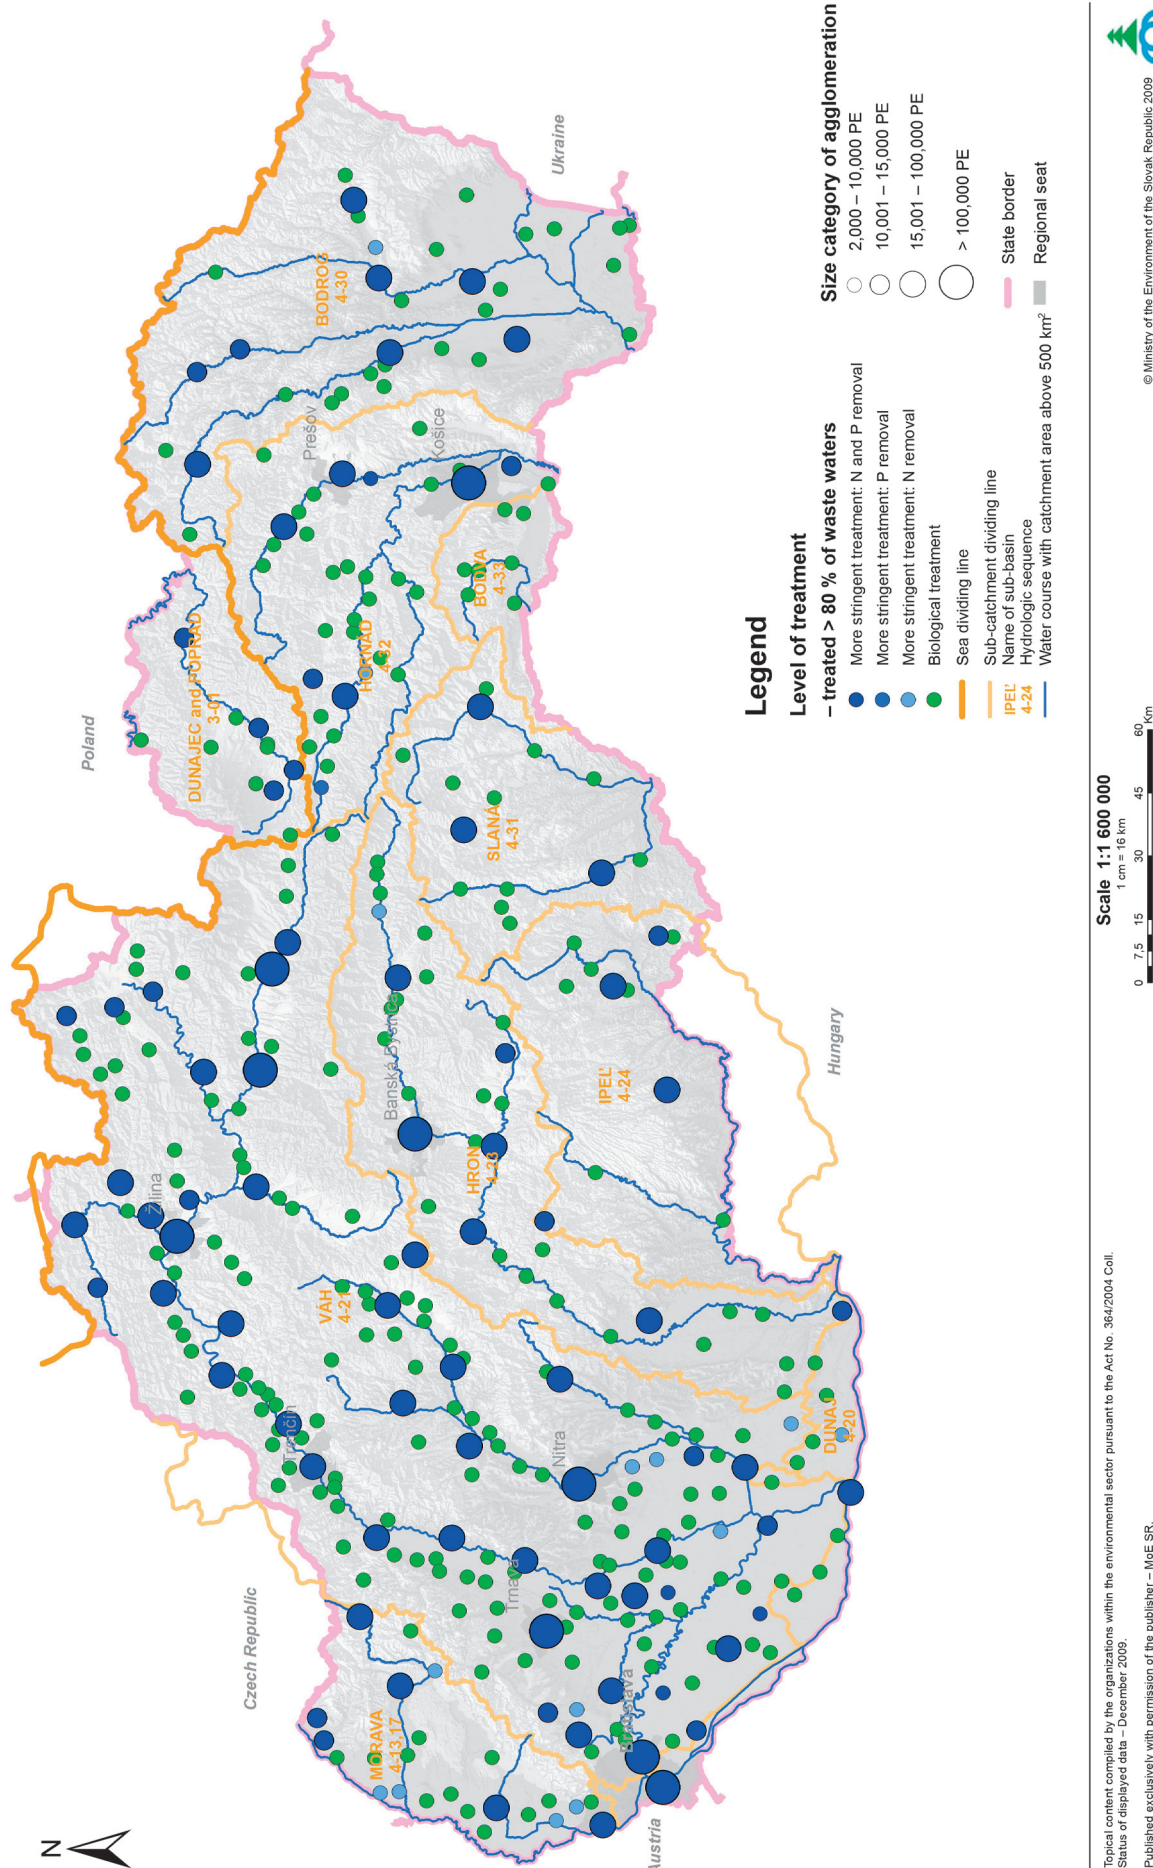 N
Poland
Czech Republic
Ukraine
Hungary
Austria
DUNAJEC and POPRAD
3-01
BODROG
4-30
Prešov
Košice
HORNÁD
4-32
BODVA
4-33
SLANÁ
4-31
Žilina
Banská Bystrica
VÁH
4-21
HRON
4-23
IPEĽ
4-24
Trenčín
Nitra
Trnava
DUNAJ
4-20
MORAVA
4-13,17
Bratislava
Legend
Level of treatment
– treated > 80 % of waste waters
More stringent treatment: N and P removal
More stringent treatment: P removal
More stringent treatment: N removal
Biological treatment
Sea dividing line
Sub-catchment dividing line
IPEĽ Name of sub-basin
4-24 Hydrologic sequence
Water course with catchment area above 500 km²
Size category of agglomeration
2,000 – 10,000 PE
10,001 – 15,000 PE
15,001 – 100,000 PE
> 100,000 PE
State border
Regional seat
Scale 1:1 600 000
1 cm = 16 km
0 7,5 15 30 45 60
Km
Topical content compiled by the organizations within the environmental sector pursuant to the Act No. 364/2004 Coll.
Status of displayed data – December 2009.
Published exclusively with permission of the publisher – MoE SR.
© Ministry of the Environment of the Slovak Republic 2009